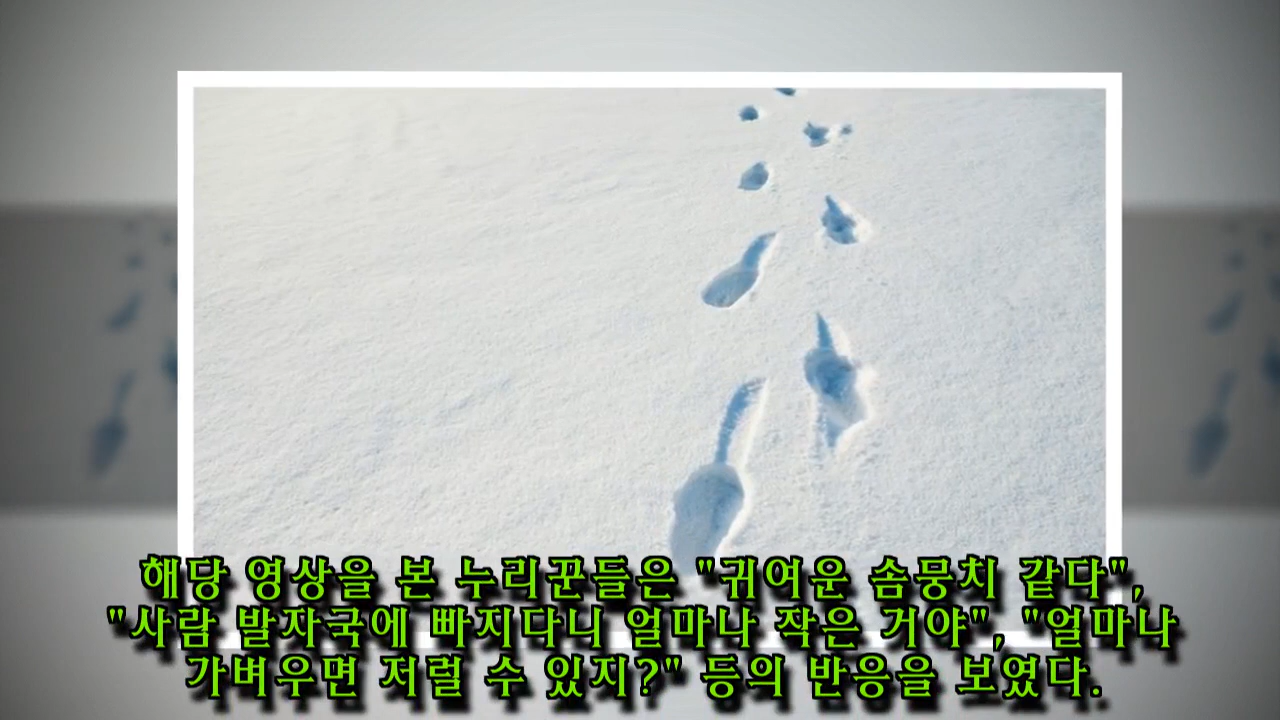 해당 영상을 본 누리꾼들은 "귀여운 솜뭉치 같다",
"사람 발자국에 빠지다니 얼마나 작은 거야", "얼마나
가벼우면 저럴 수 있지?" 등의 반응을 보였다.